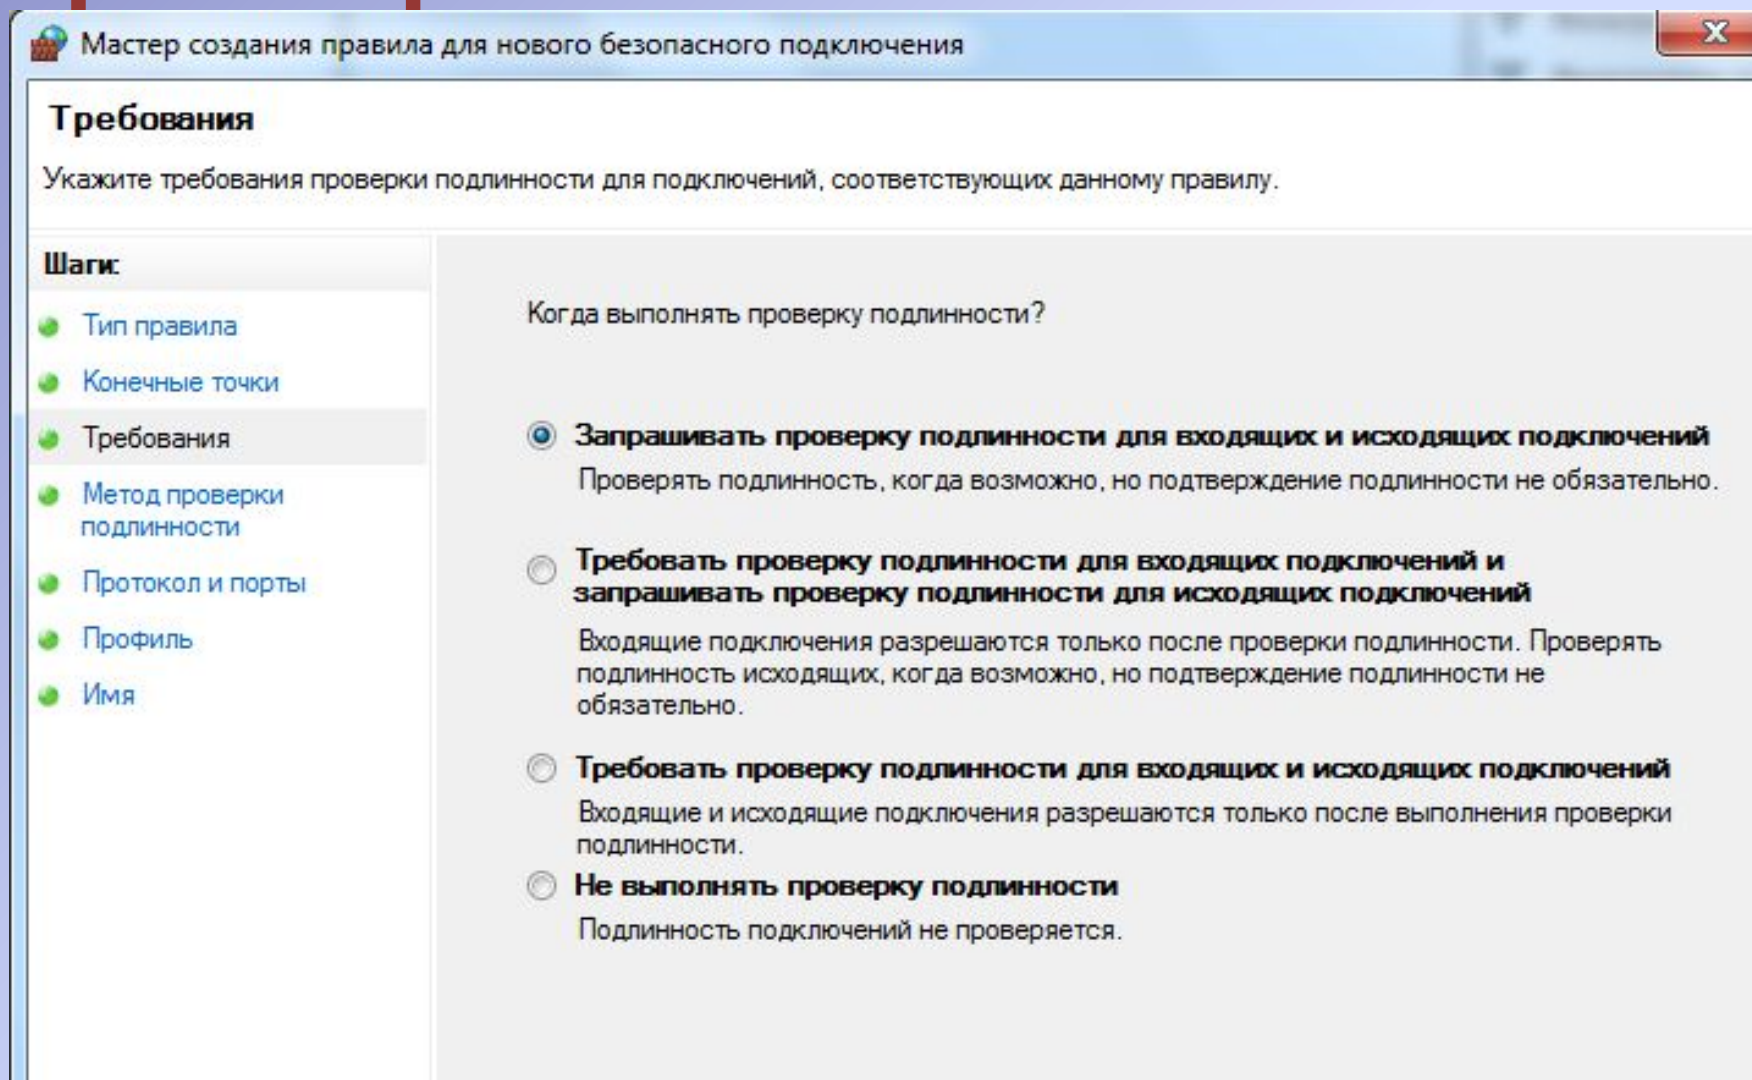 Мастер создания правила для нового безопасного подключения
Требования
Укажите требования проверки подлинности для подключений, соответствующих данному правилу.
Шаги:
Тип правила
Конечные точки
Требования
Метод проверки
подлинности
Протокол и порты
Профиль
Имя
Когда выполнять проверку подлинности?
Запрашивать проверку подлинности для входящих и исходящих подключений
Проверять подлинность, когда возможно, но подтверждение подлинности не обязательно.
Требовать проверку подлинности для входящих подключений и
запрашивать проверку подлинности для исходящих подключений
Входящие подключения разрешаются только после проверки подлинности. Проверять
подлинность исходящих, когда возможно, но подтверждение подлинности не
обязательно.
Требовать проверку подлинности для входящих и исходящих подключений
Входящие и исходящие подключения разрешаются только после выполнения проверки
подлинности.
Не выполнять проверку подлинности
Подлинность подключений не проверяется.